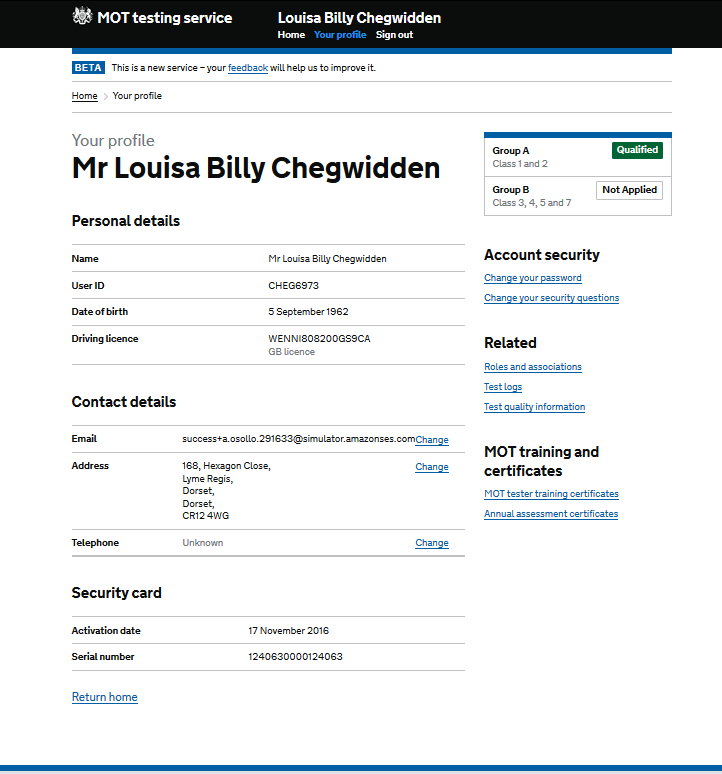 MOT testing service
Louisa Billy Chegwidden
Home Your profile Sign out
BETA This is a new service – your feedback will help us to improve it.
Home > Your profile
Your profile
Mr Louisa Billy Chegwidden
Personal details
Name Mr Louisa Billy Chegwidden
User ID CHEG6973
Date of birth 5 September 1962
Driving licence WENNI808200GS9CA
GB licence
Contact details
Email success+a.osollo.291633@simulator.amazonses.com Change
Address 168, Hexagon Close, Change
Lyme Regis,
Dorset,
Dorset,
CR12 4WG
Telephone Unknown Change
Security card
Activation date 17 November 2016
Serial number 1240630000124063
Return home
Group A Qualified
Class 1 and 2
Group B Not Applied
Class 3, 4, 5 and 7
Account security
Change your password
Change your security questions
Related
Roles and associations
Test logs
Test quality information
MOT training and
certificates
MOT tester training certificates
Annual assessment certificates